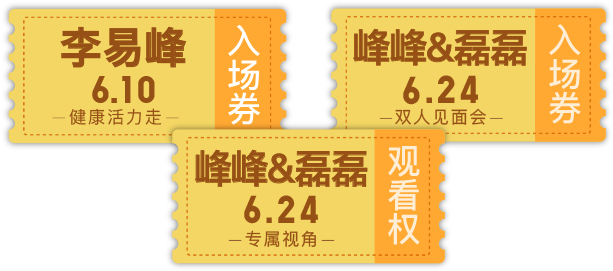 李易峰
6.10
—健康活力走—
入场券
峰峰&磊磊
6.24
—双人见面会—
入场券
峰峰&磊磊
6.24
—专属视角—
观看权